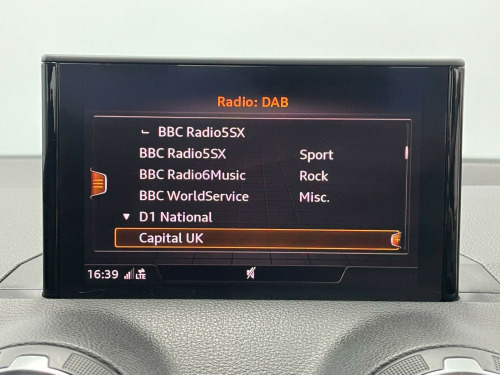 Radio: DAB
BBC Radio5SX
BBC Radio5SX Sport
BBC Radio6Music Rock
BBC WorldService Misc.
D1 National
Capital UK
16:39 LTE